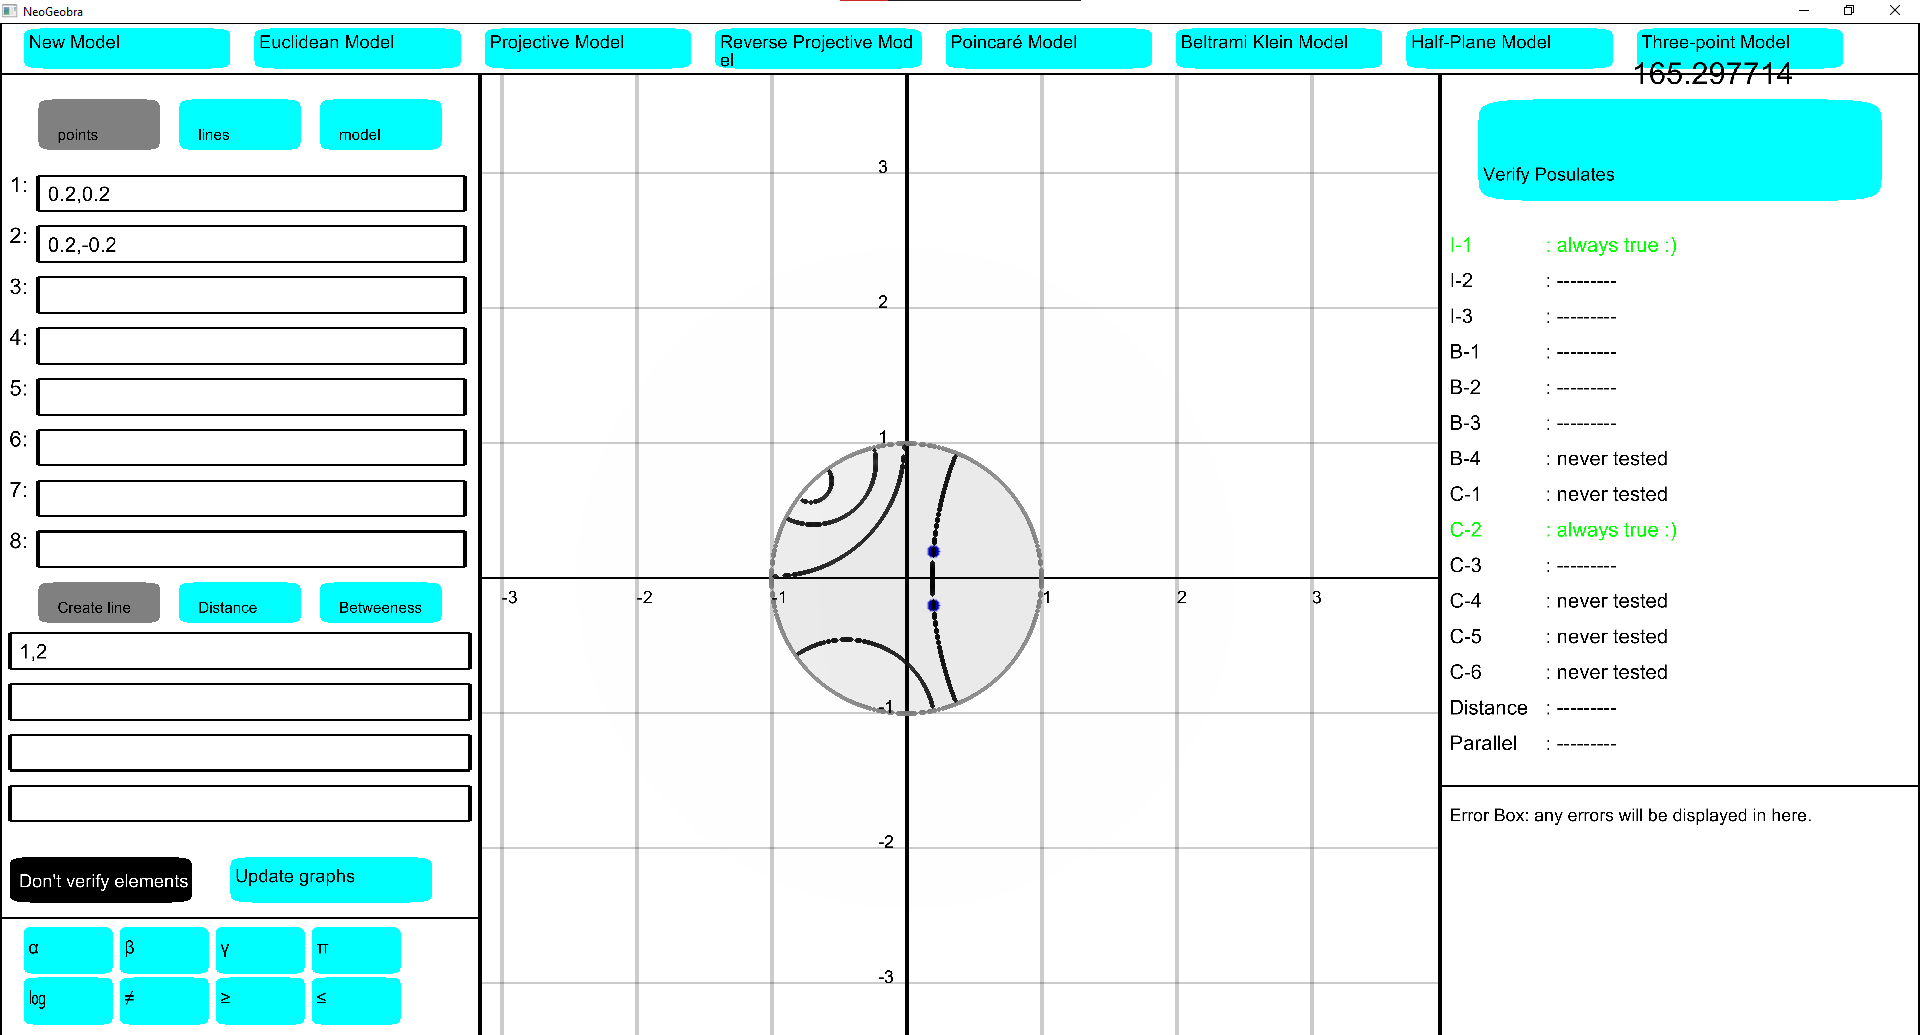 NeoGeobra
New Model
Euclidean Model
Projective Model
Reverse Projective Mod
el
Poincaré Model
Beltrami Klein Model
Half-Plane Model
Three-point Model
165.297714
points
lines
model
1:
0.2,0.2
2:
0.2,-0.2
3:
4:
5:
6:
7:
8:
Create line
Distance
Betweeness
1,2
Don't verify elements
Update graphs
α
β
γ
π
log
≠
≥
≤
3
2
1
-3
-2
-1
1
2
3
-1
-2
-3
Verify Posulates
I-1 : always true :)
I-2 : ---------
I-3 : ---------
B-1 : ---------
B-2 : ---------
B-3 : ---------
B-4 : never tested
C-1 : never tested
C-2 : always true :)
C-3 : ---------
C-4 : never tested
C-5 : never tested
C-6 : never tested
Distance : ---------
Parallel : ---------
Error Box: any errors will be displayed in here.